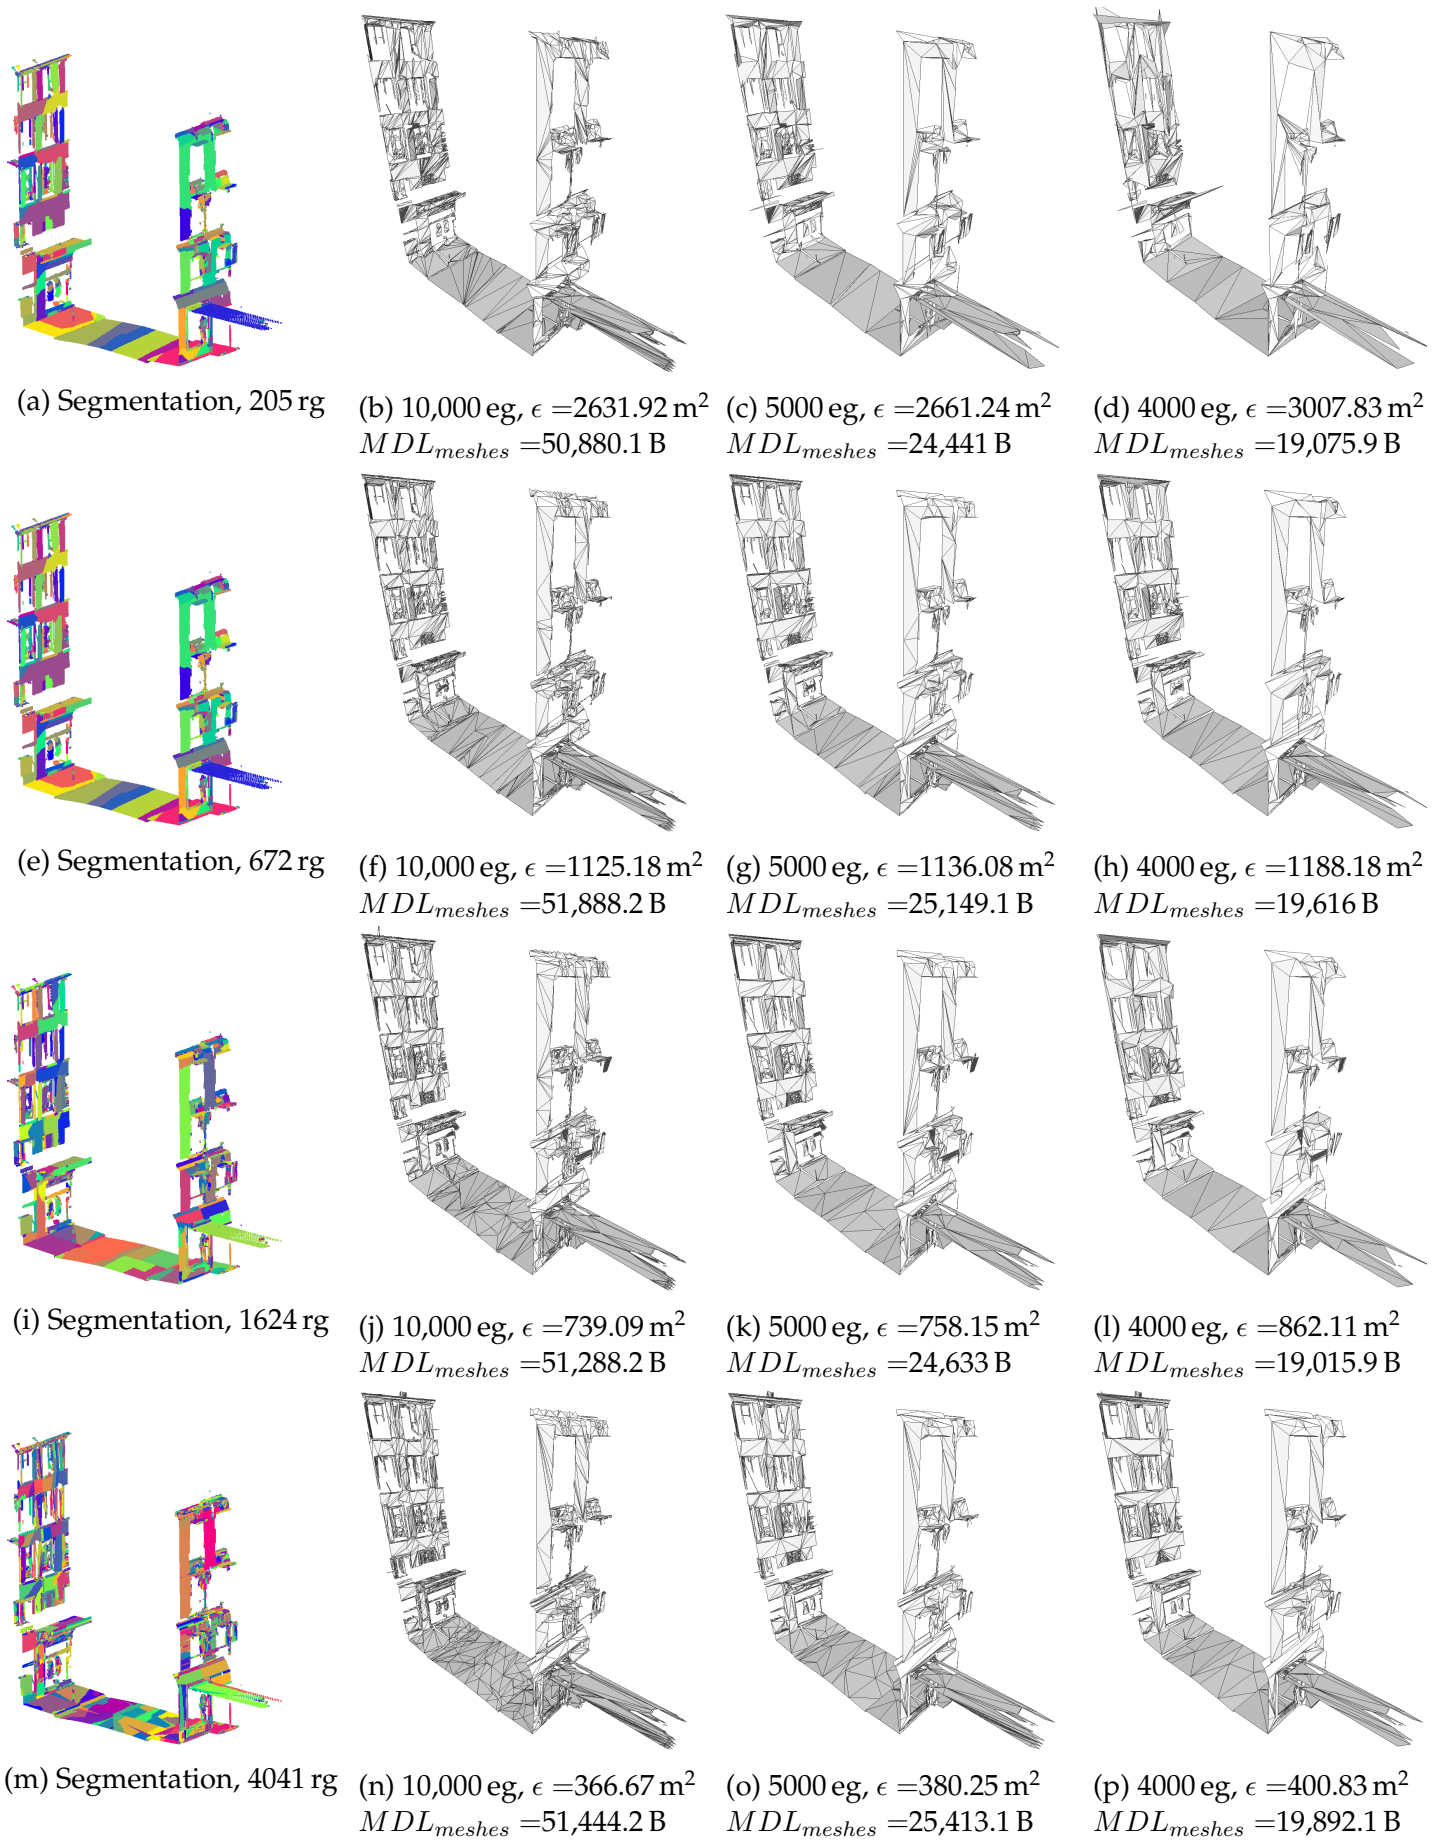 (a) Segmentation, 205 rg
(b) 10,000 eg, ϵ =2631.92 m²
MDL_meshes =50,880.1 B
(c) 5000 eg, ϵ =2661.24 m²
MDL_meshes =24,441 B
(d) 4000 eg, ϵ =3007.83 m²
MDL_meshes =19,075.9 B
(e) Segmentation, 672 rg
(f) 10,000 eg, ϵ =1125.18 m²
MDL_meshes =51,888.2 B
(g) 5000 eg, ϵ =1136.08 m²
MDL_meshes =25,149.1 B
(h) 4000 eg, ϵ =1188.18 m²
MDL_meshes =19,616 B
(i) Segmentation, 1624 rg
(j) 10,000 eg, ϵ =739.09 m²
MDL_meshes =51,288.2 B
(k) 5000 eg, ϵ =758.15 m²
MDL_meshes =24,633 B
(l) 4000 eg, ϵ =862.11 m²
MDL_meshes =19,015.9 B
(m) Segmentation, 4041 rg
(n) 10,000 eg, ϵ =366.67 m²
MDL_meshes =51,444.2 B
(o) 5000 eg, ϵ =380.25 m²
MDL_meshes =25,413.1 B
(p) 4000 eg, ϵ =400.83 m²
MDL_meshes =19,892.1 B